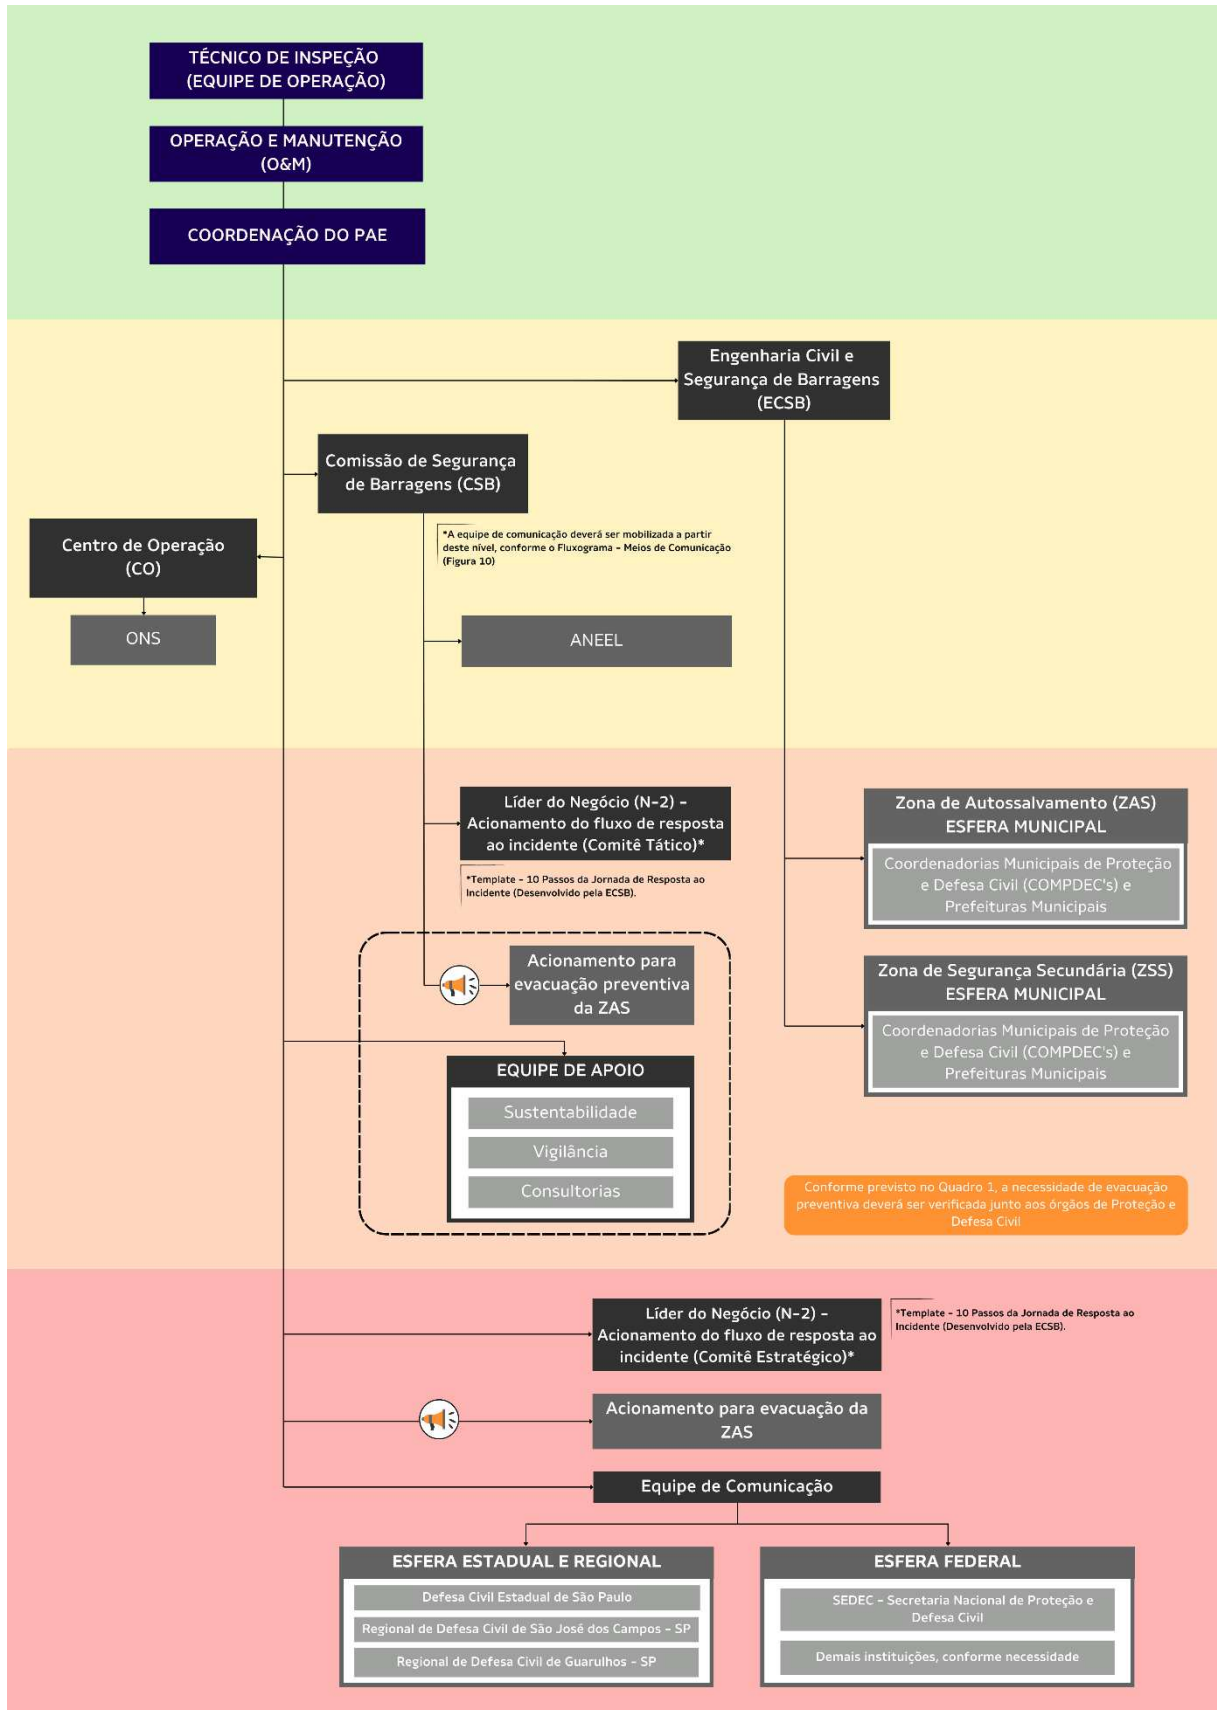 TÉCNICO DE INSPEÇÃO
(EQUIPE DE OPERAÇÃO)
OPERAÇÃO E MANUTENÇÃO
(O&M)
COORDENAÇÃO DO PAE
Engenharia Civil e
Segurança de Barragens
(ECSB)
Comissão de Segurança
de Barragens (CSB)
*A equipe de comunicação deverá ser mobilizada a partir
deste nível, conforme o Fluxograma – Meios de Comunicação
(Figura 10)
Centro de Operação
(CO)
ONS
ANEEL
Líder do Negócio (N-2) –
Acionamento do fluxo de resposta
ao incidente (Comitê Tático)*
*Template – 10 Passos da Jornada de Resposta ao
Incidente (Desenvolvido pela ECSB).
Zona de Autossalvamento (ZAS)
ESFERA MUNICIPAL
Coordenadorias Municipais de Proteção
e Defesa Civil (COMPDEC's) e
Prefeituras Municipais
Acionamento para
evacuação preventiva
da ZAS
Zona de Segurança Secundária (ZSS)
ESFERA MUNICIPAL
Coordenadorias Municipais de Proteção
e Defesa Civil (COMPDEC's) e
Prefeituras Municipais
EQUIPE DE APOIO
Sustentabilidade
Vigilância
Consultorias
Conforme previsto no Quadro 1, a necessidade de evacuação
preventiva deverá ser verificada junto aos órgãos de Proteção e
Defesa Civil
Líder do Negócio (N-2) –
Acionamento do fluxo de resposta ao
incidente (Comitê Estratégico)*
*Template – 10 Passos da Jornada de Resposta ao
Incidente (Desenvolvido pela ECSB).
Acionamento para evacuação da
ZAS
Equipe de Comunicação
ESFERA ESTADUAL E REGIONAL
Defesa Civil Estadual de São Paulo
Regional de Defesa Civil de São José dos Campos – SP
Regional de Defesa Civil de Guarulhos – SP
ESFERA FEDERAL
SEDEC – Secretaria Nacional de Proteção e
Defesa Civil
Demais instituições, conforme necessidade